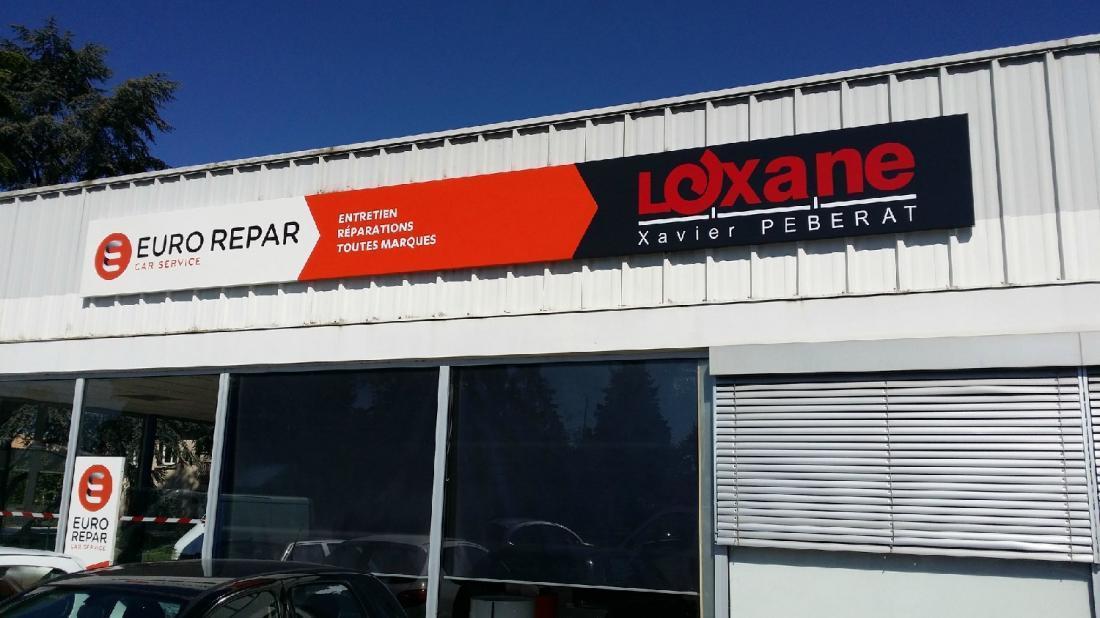 EURO REPAR
CAR SERVICE
ENTRETIEN
RÉPARATIONS
TOUTES MARQUES
Loxane
Xavier PEBERAT
EURO
REPAR
CAR SERVICE